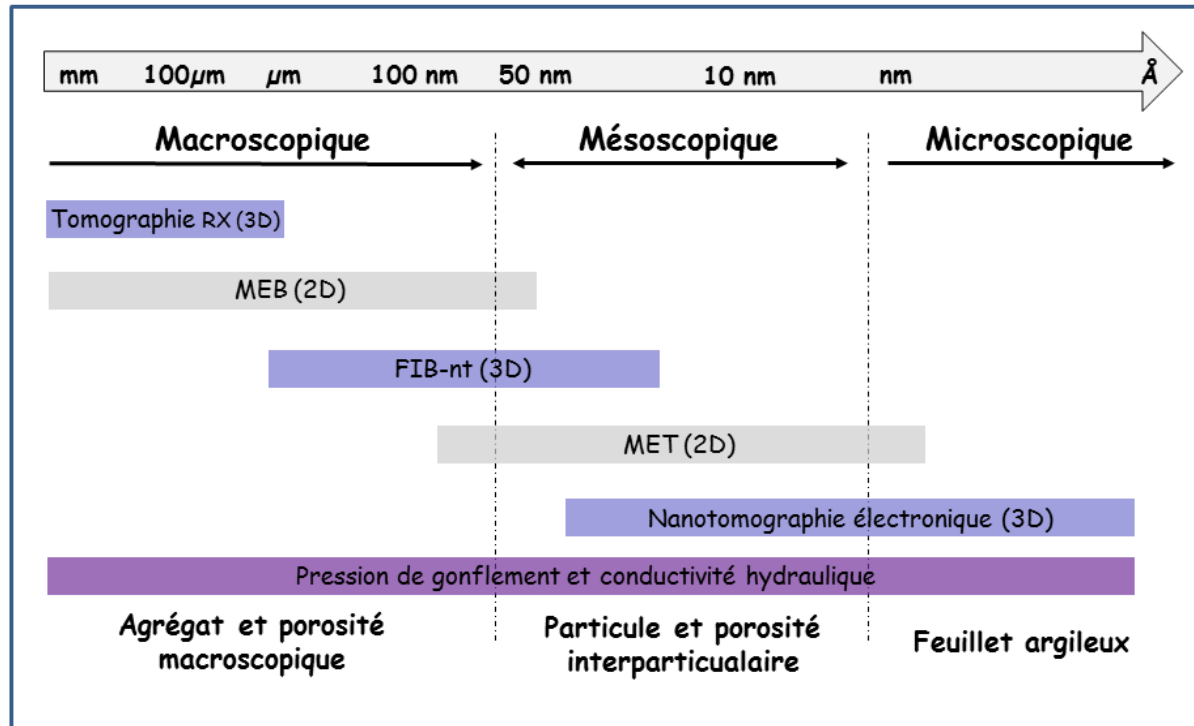 mm 100µm µm 100 nm 50 nm 10 nm nm Å
Macroscopique Mésoscopique Microscopique
Tomographie RX (3D)
MEB (2D)
FIB-nt (3D)
MET (2D)
Nanotomographie électronique (3D)
Pression de gonflement et conductivité hydraulique
Agrégat et porosité
macroscopique
Particule et porosité
interparticualaire
Feuillet argileux